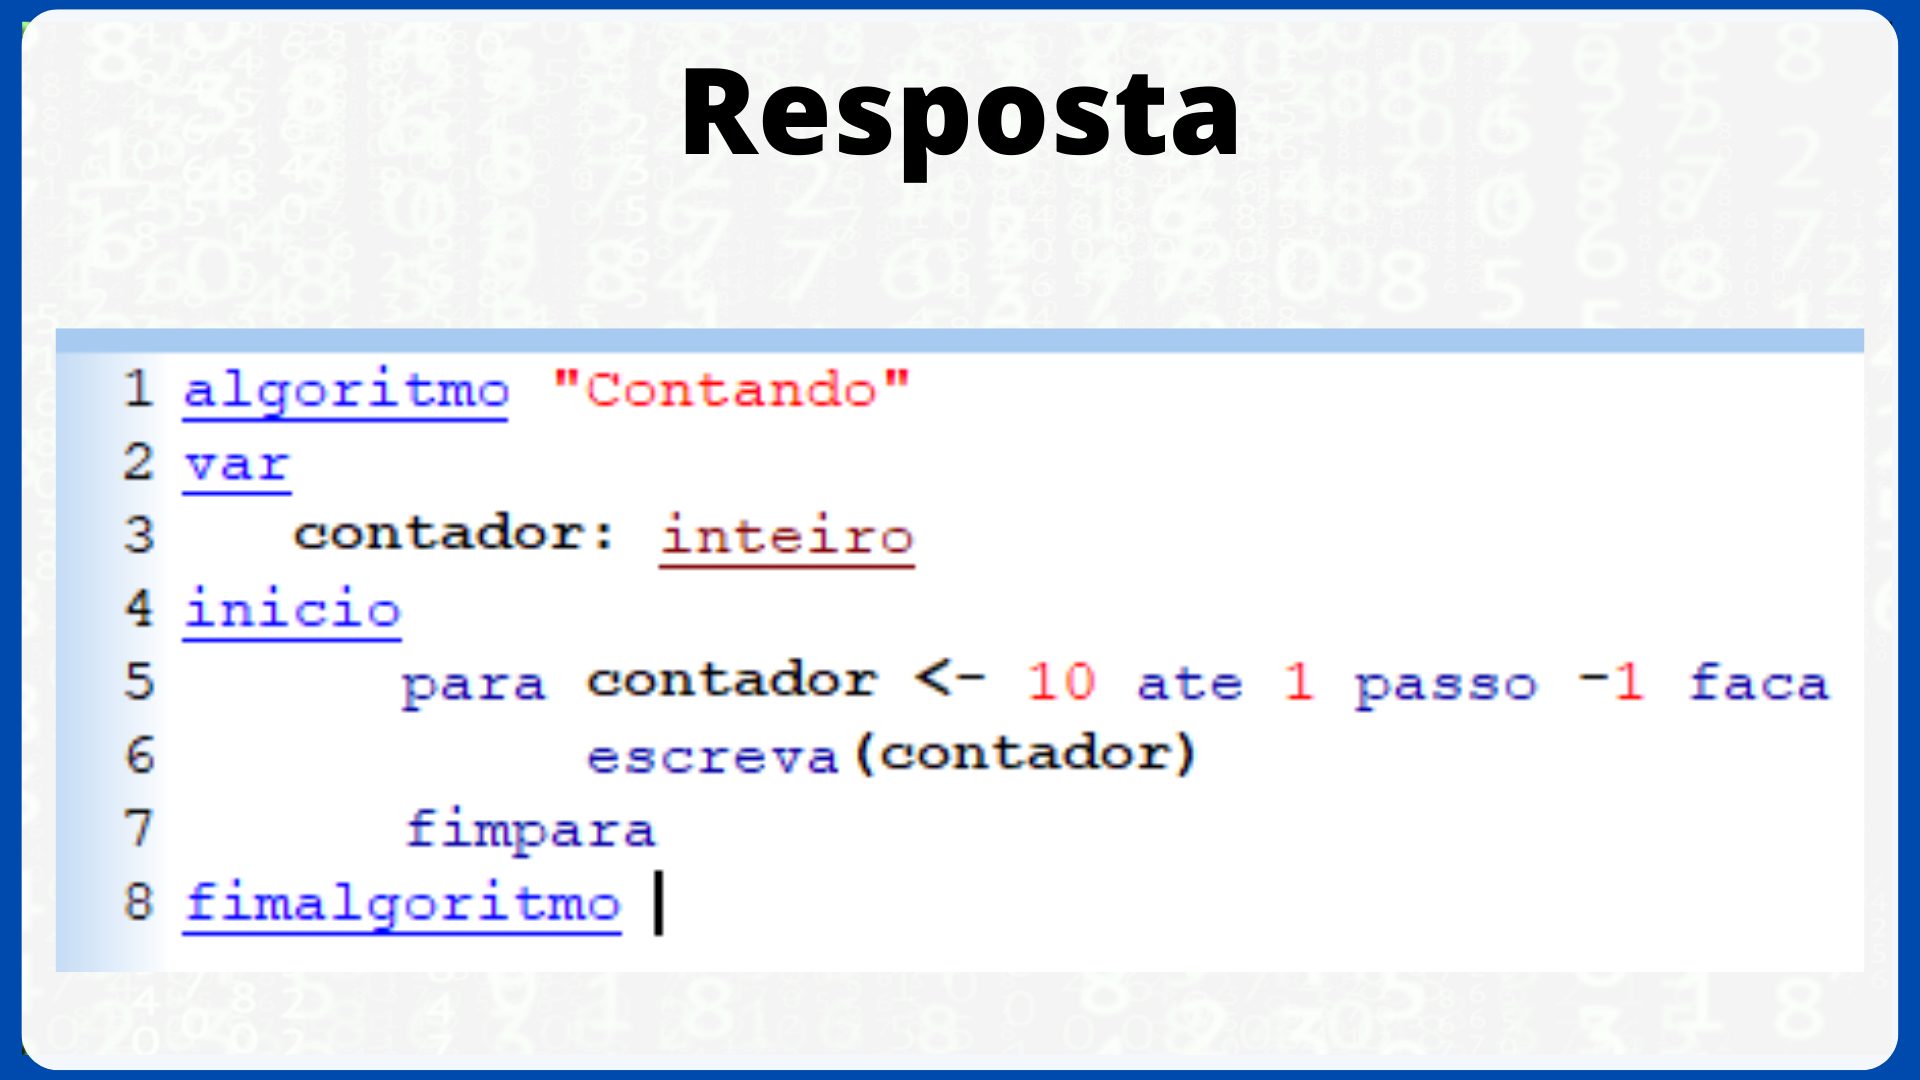 Resposta
1 algoritmo "Contando"
2 var
3 contador: inteiro
4 inicio
5 para contador <- 10 ate 1 passo -1 faca
6 escreva(contador)
7 fimpara
8 fimalgoritmo